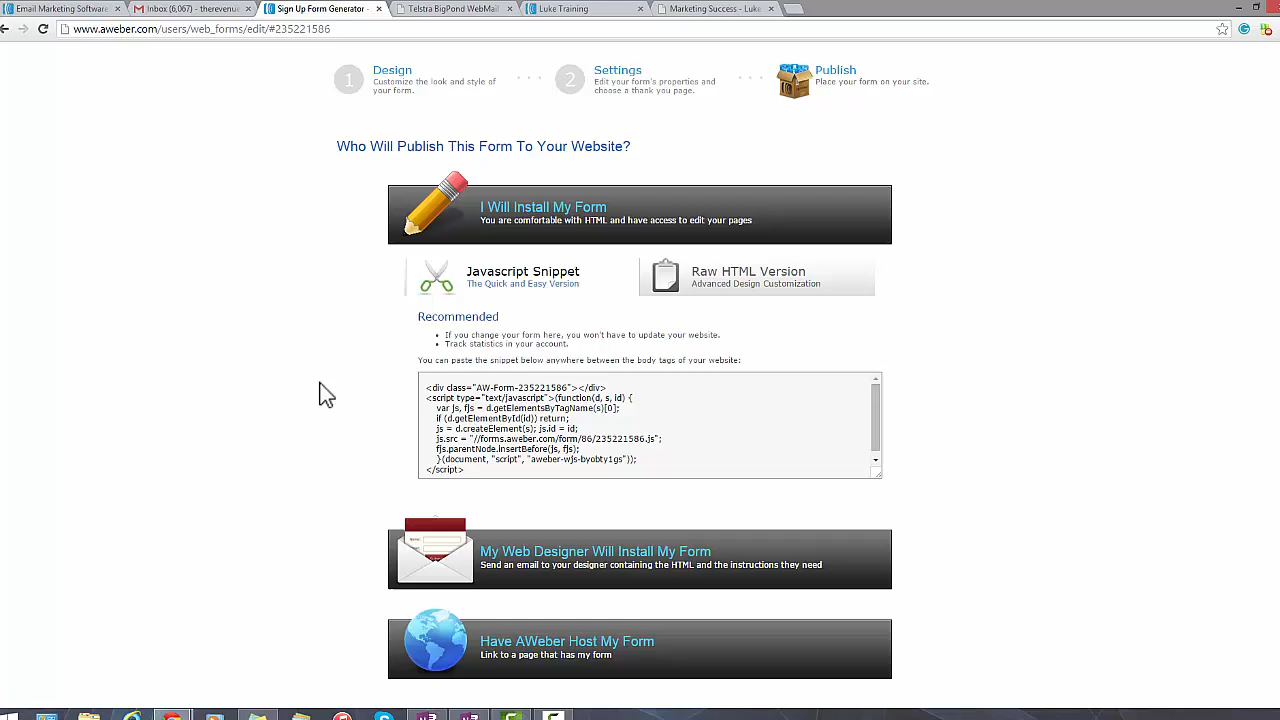 Email Marketing Software
Inbox (6,067) - therevenue
Sign Up Form Generator -
Telstra BigPond WebMail
Luke Training
Marketing Success - Luke
www.aweber.com/users/web_forms/edit/#235221586
1
Design
Customize the look and style of
your form.
2
Settings
Edit your form's properties and
choose a thank you page.
Publish
Place your form on your site.
Who Will Publish This Form To Your Website?
I Will Install My Form
You are comfortable with HTML and have access to edit your pages
Javascript Snippet
The Quick and Easy Version
Raw HTML Version
Advanced Design Customization
Recommended
• If you change your form here, you won't have to update your website.
• Track statistics in your account.
You can paste the snippet below anywhere between the body tags of your website:
<div class="AW-Form-235221586"></div>
<script type="text/javascript">(function(d, s, id) {
var js, fjs = d.getElementsByTagName(s)[0];
if (d.getElementById(id)) return;
js = d.createElement(s); js.id = id;
js.src = "//forms.aweber.com/form/86/235221586.js";
fjs.parentNode.insertBefore(js, fjs);
}(document, "script", "aweber-wjs-byobty1gs"));
</script>
My Web Designer Will Install My Form
Send an email to your designer containing the HTML and the instructions they need
Have AWeber Host My Form
Link to a page that has my form